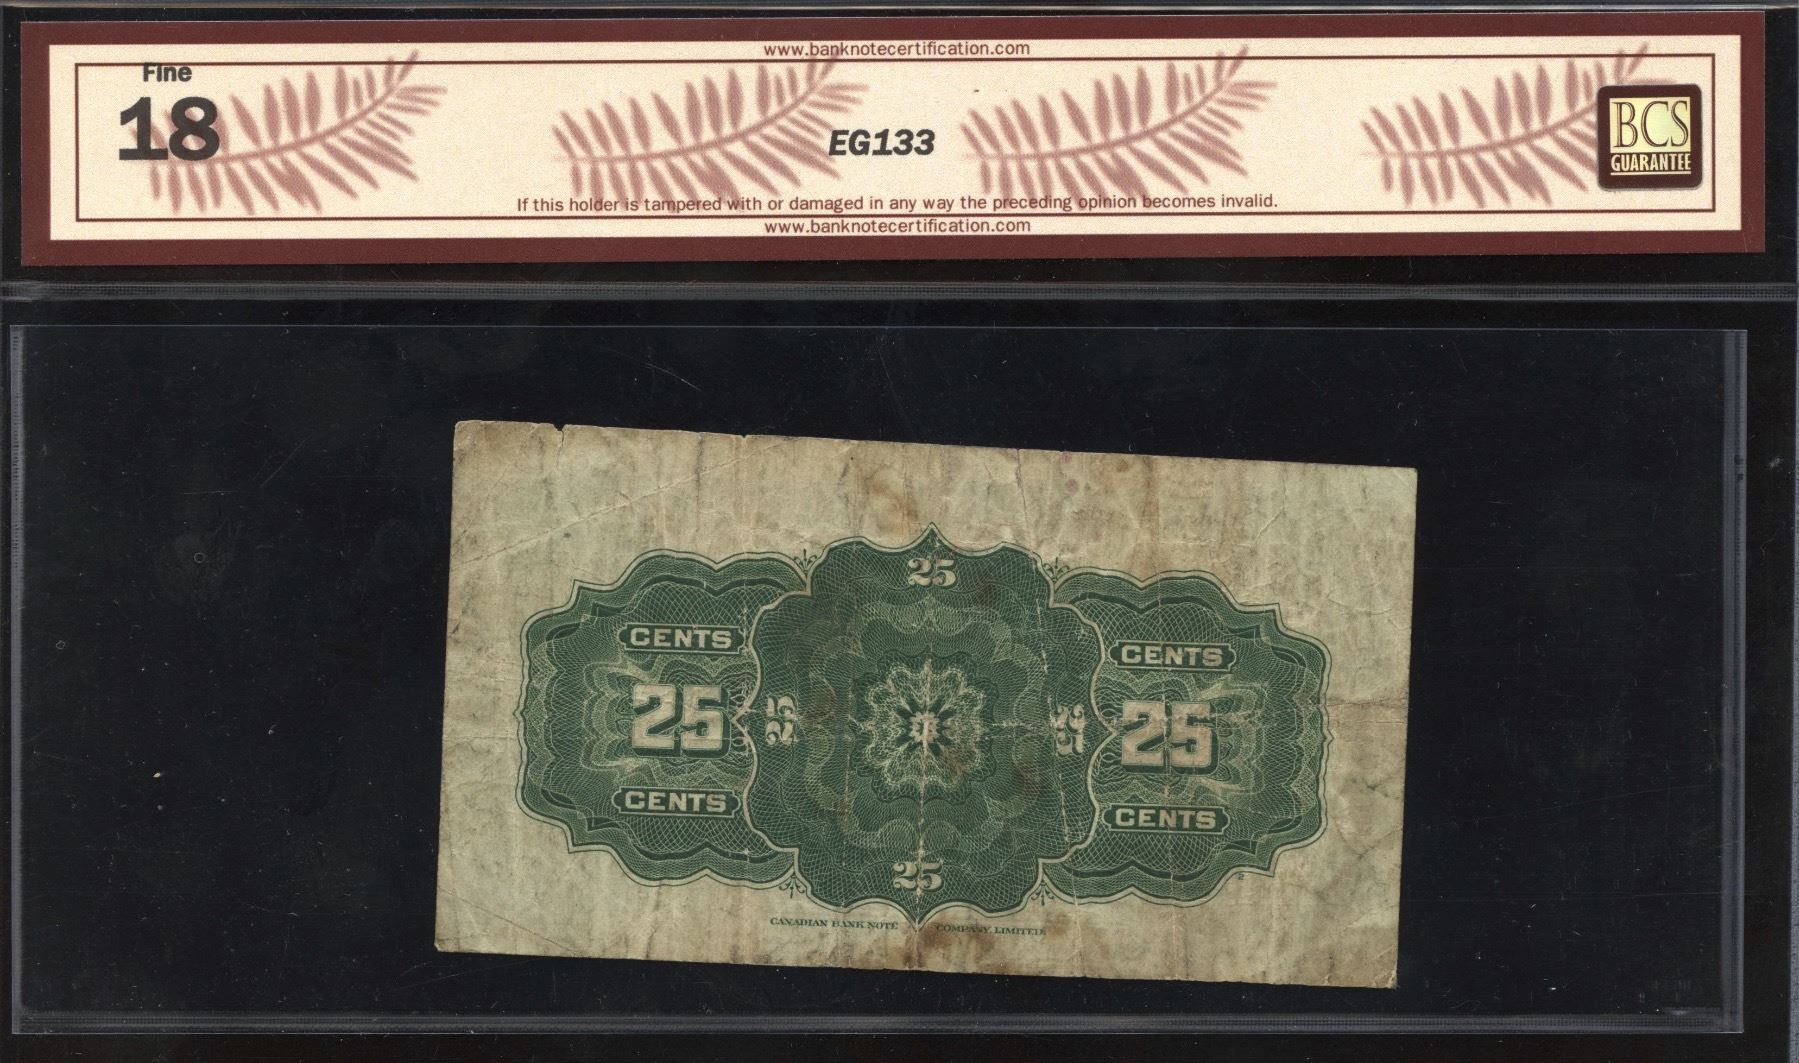 www.banknotecertification.com
Fine
18
EG133
BCS
GUARANTEE
If this holder is tampered with or damaged in any way the preceding opinion becomes invalid.
www.banknotecertification.com
25
CENTS
CENTS
25
25
25
25
CENTS
CENTS
25
CANADIAN BANK NOTE COMPANY, LIMITED.
2